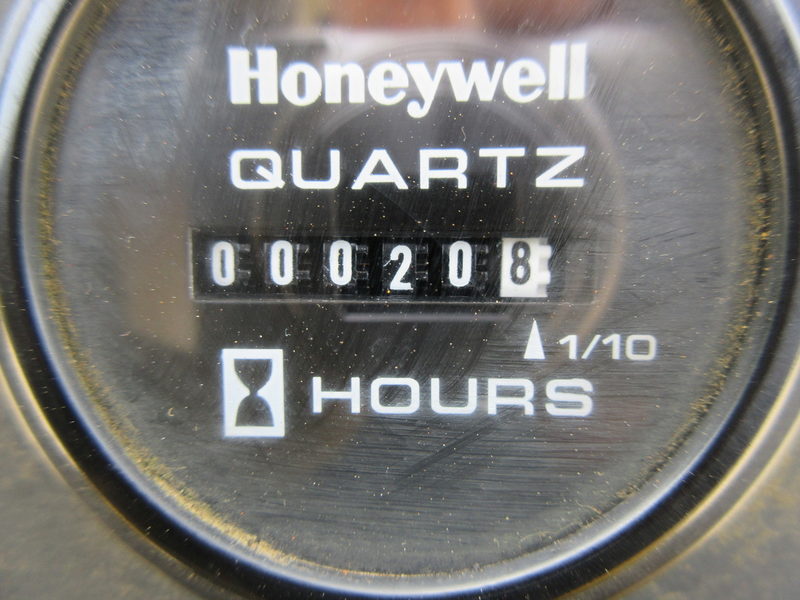 Honeywell
QUARTZ
000208
1/10
HOURS